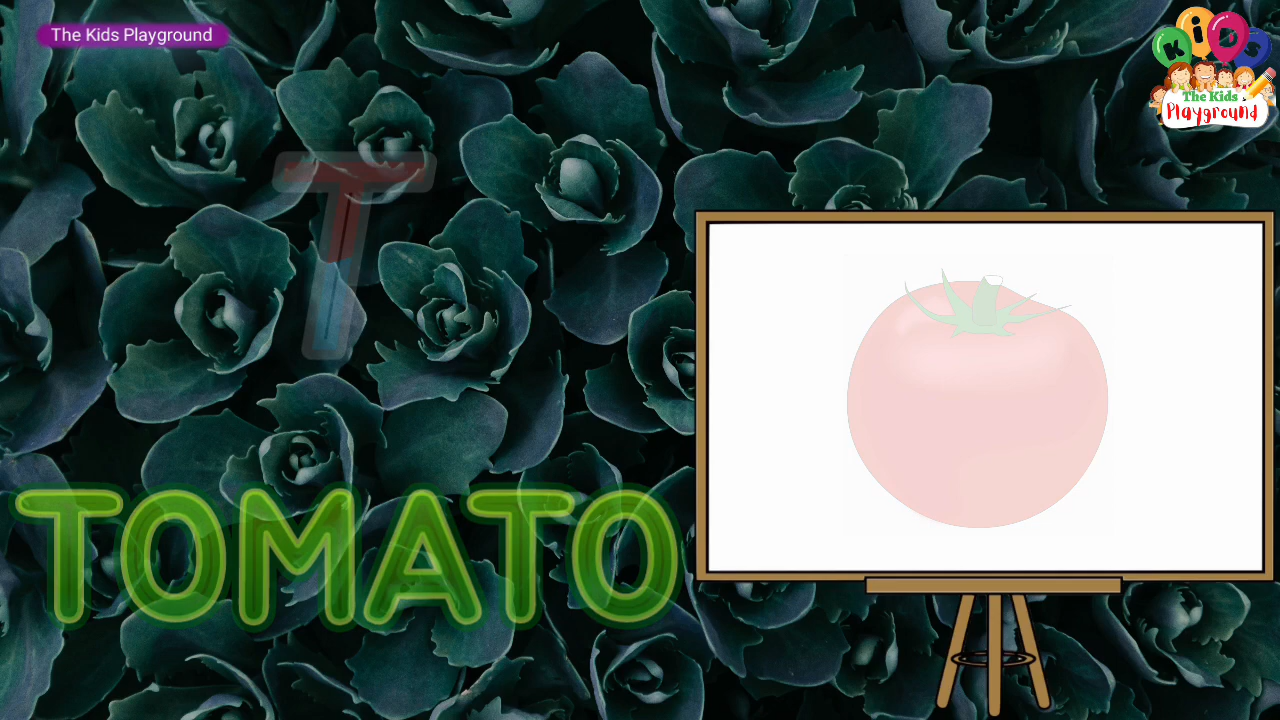 The Kids Playground
KiDS
The Kids
Playground
T
TOMATO